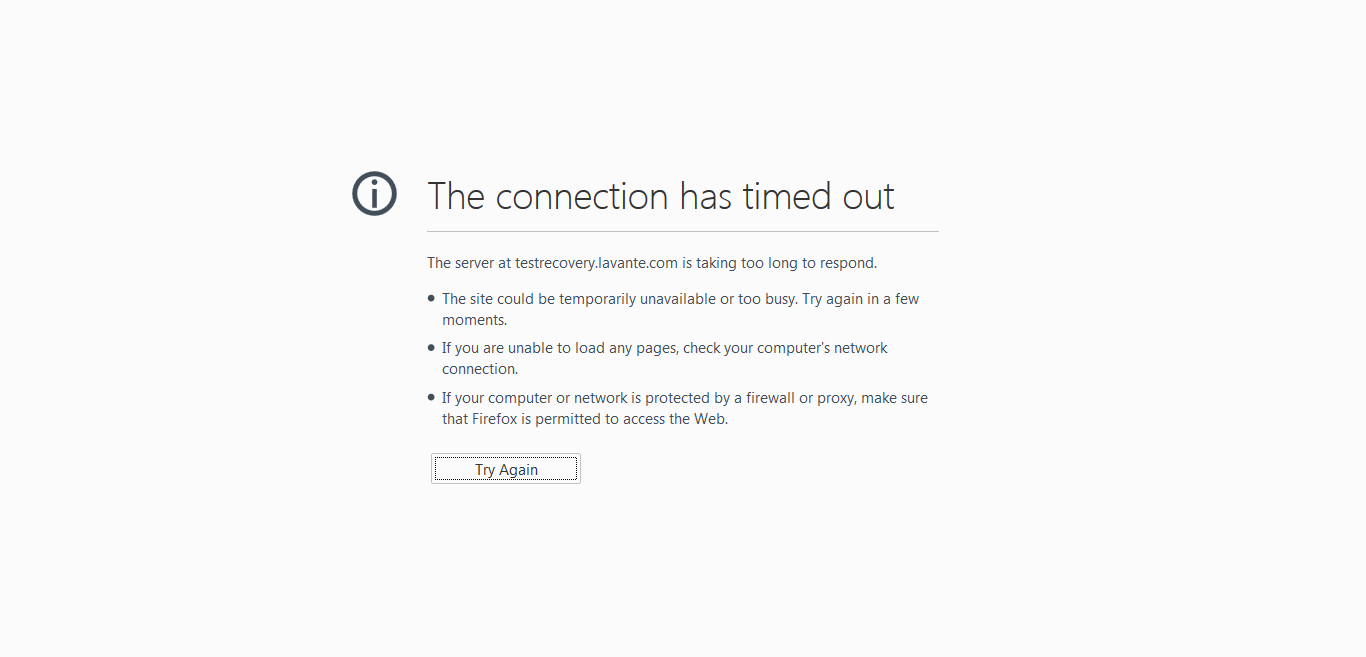 The connection has timed out
The server at testrecovery.lavante.com is taking too long to respond.
The site could be temporarily unavailable or too busy. Try again in a few
moments.
If you are unable to load any pages, check your computer's network
connection.
If your computer or network is protected by a firewall or proxy, make sure
that Firefox is permitted to access the Web.
Try Again